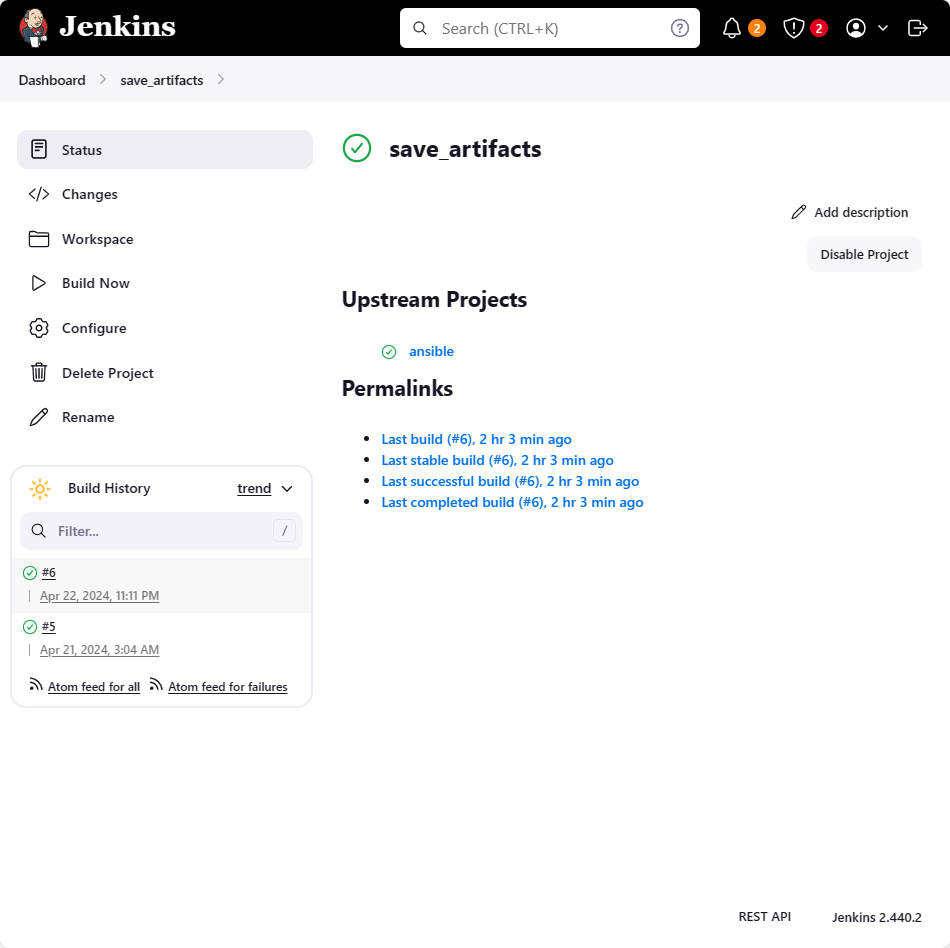 Jenkins
Search (CTRL+K)
2
2
Dashboard
save_artifacts
Status
Changes
Workspace
Build Now
Configure
Delete Project
Rename
Build History
trend
Filter...
/
#6
Apr 22, 2024, 11:11 PM
#5
Apr 21, 2024, 3:04 AM
Atom feed for all
Atom feed for failures
save_artifacts
Add description
Disable Project
Upstream Projects
ansible
Permalinks
Last build (#6), 2 hr 3 min ago
Last stable build (#6), 2 hr 3 min ago
Last successful build (#6), 2 hr 3 min ago
Last completed build (#6), 2 hr 3 min ago
REST API
Jenkins 2.440.2